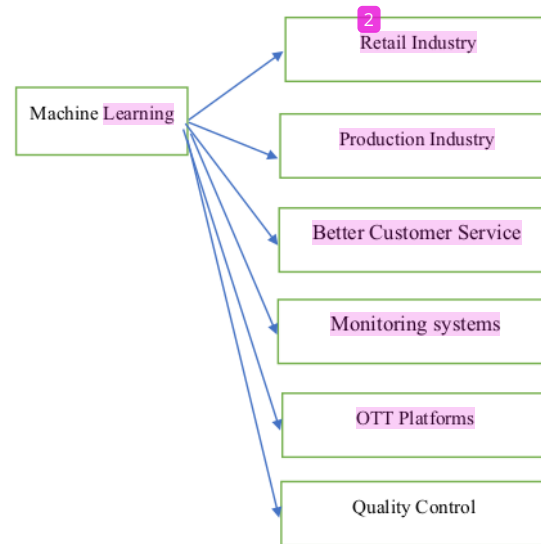 2
Retail Industry
Machine Learning
Production Industry
Better Customer Service
Monitoring systems
OTT Platforms
Quality Control